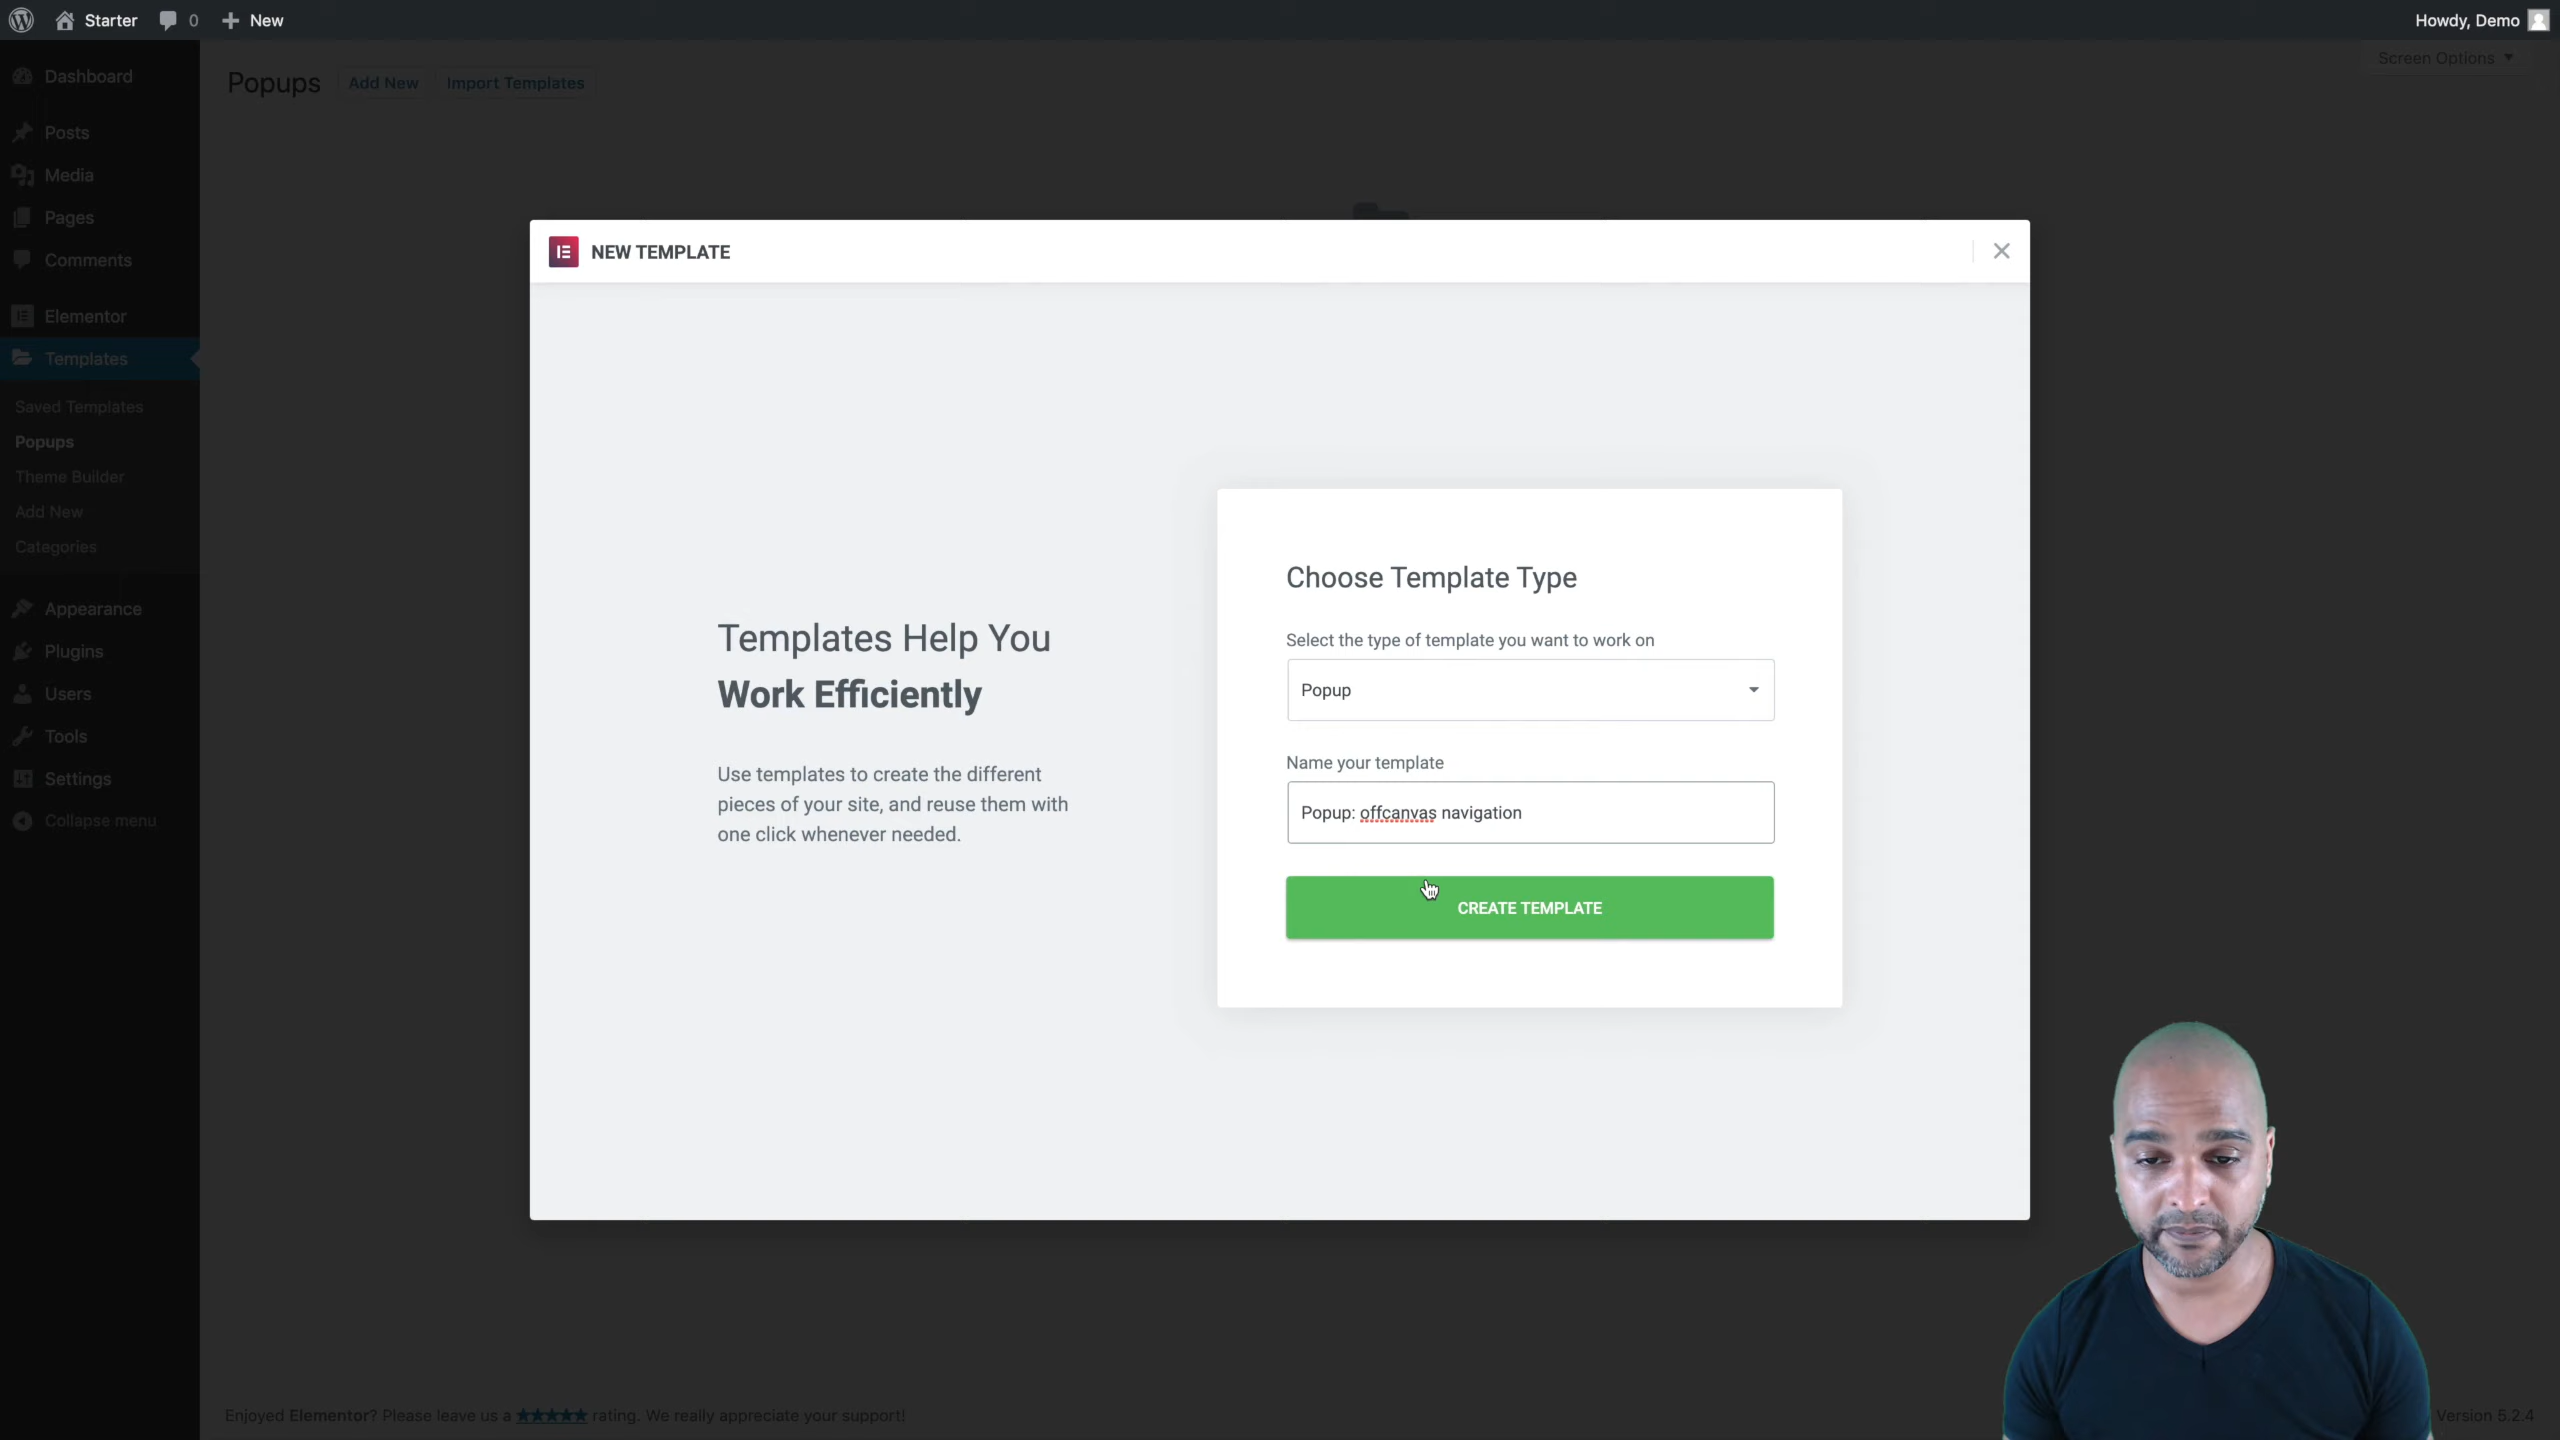 Starter
0
New
Howdy, Demo
Dashboard
Posts
Media
Pages
Comments
Elementor
Templates
Saved Templates
Popups
Theme Builder
Add New
Categories
Appearance
Plugins
Users
Tools
Settings
Collapse menu
Popups
Add New
Import Templates
Screen Options
NEW TEMPLATE
Templates Help You
Work Efficiently
Use templates to create the different
pieces of your site, and reuse them with
one click whenever needed.
Choose Template Type
Select the type of template you want to work on
Popup
Name your template
Popup: offcanvas navigation
CREATE TEMPLATE
Enjoyed Elementor? Please leave us a ★★★★★ rating. We really appreciate your support!
Version 5.2.4